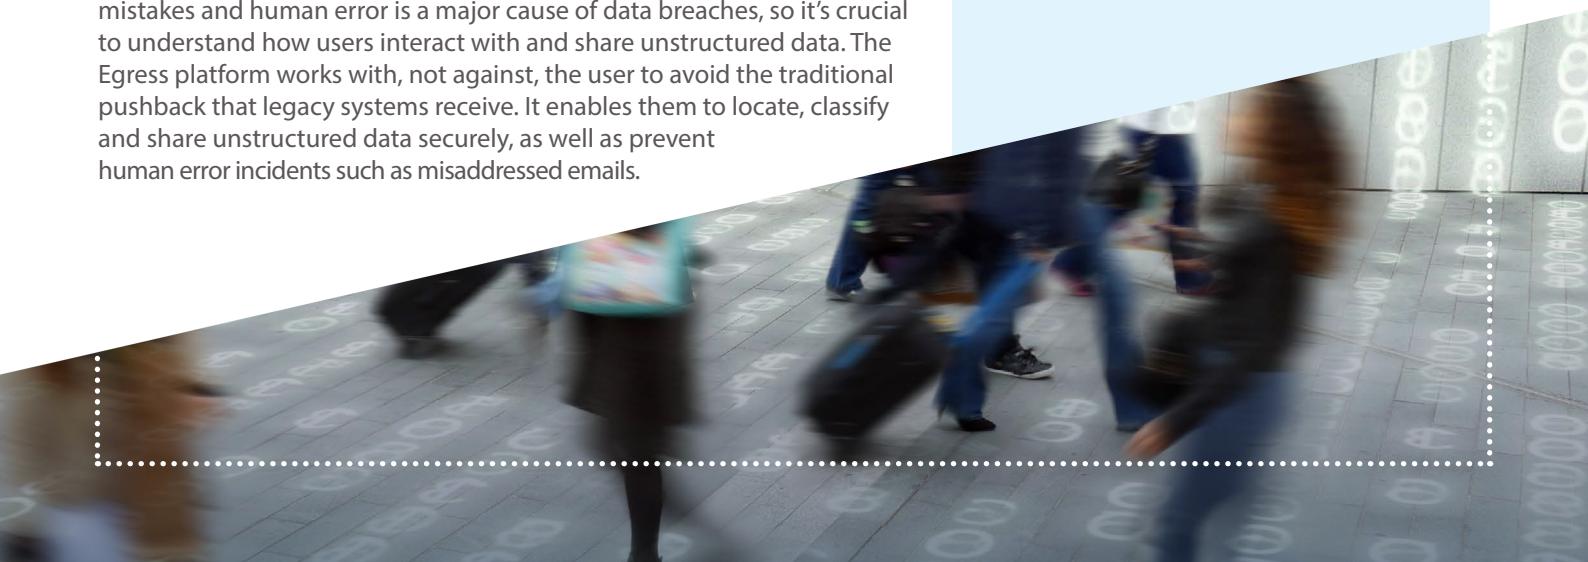 mistakes and human error is a major cause of data breaches, so it’s crucial
to understand how users interact with and share unstructured data. The
Egress platform works with, not against, the user to avoid the traditional
pushback that legacy systems receive. It enables them to locate, classify
and share unstructured data securely, as well as prevent
human error incidents such as misaddressed emails.